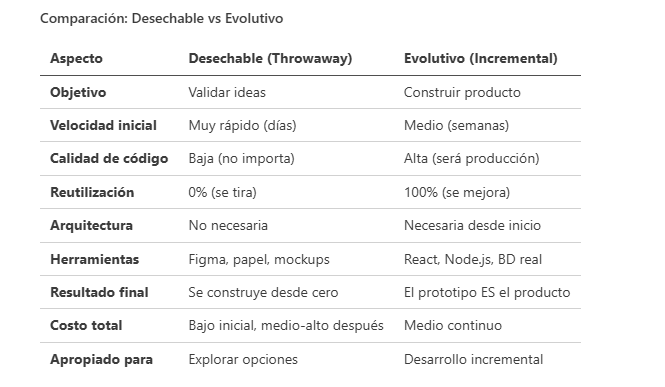 Comparación: Desechable vs Evolutivo
Aspecto Desechable (Throwaway) Evolutivo (Incremental)
Objetivo Validar ideas Construir producto
Velocidad inicial Muy rápido (días) Medio (semanas)
Calidad de código Baja (no importa) Alta (será producción)
Reutilización 0% (se tira) 100% (se mejora)
Arquitectura No necesaria Necesaria desde inicio
Herramientas Figma, papel, mockups React, Node.js, BD real
Resultado final Se construye desde cero El prototipo ES el producto
Costo total Bajo inicial, medio-alto después Medio continuo
Apropiado para Explorar opciones Desarrollo incremental